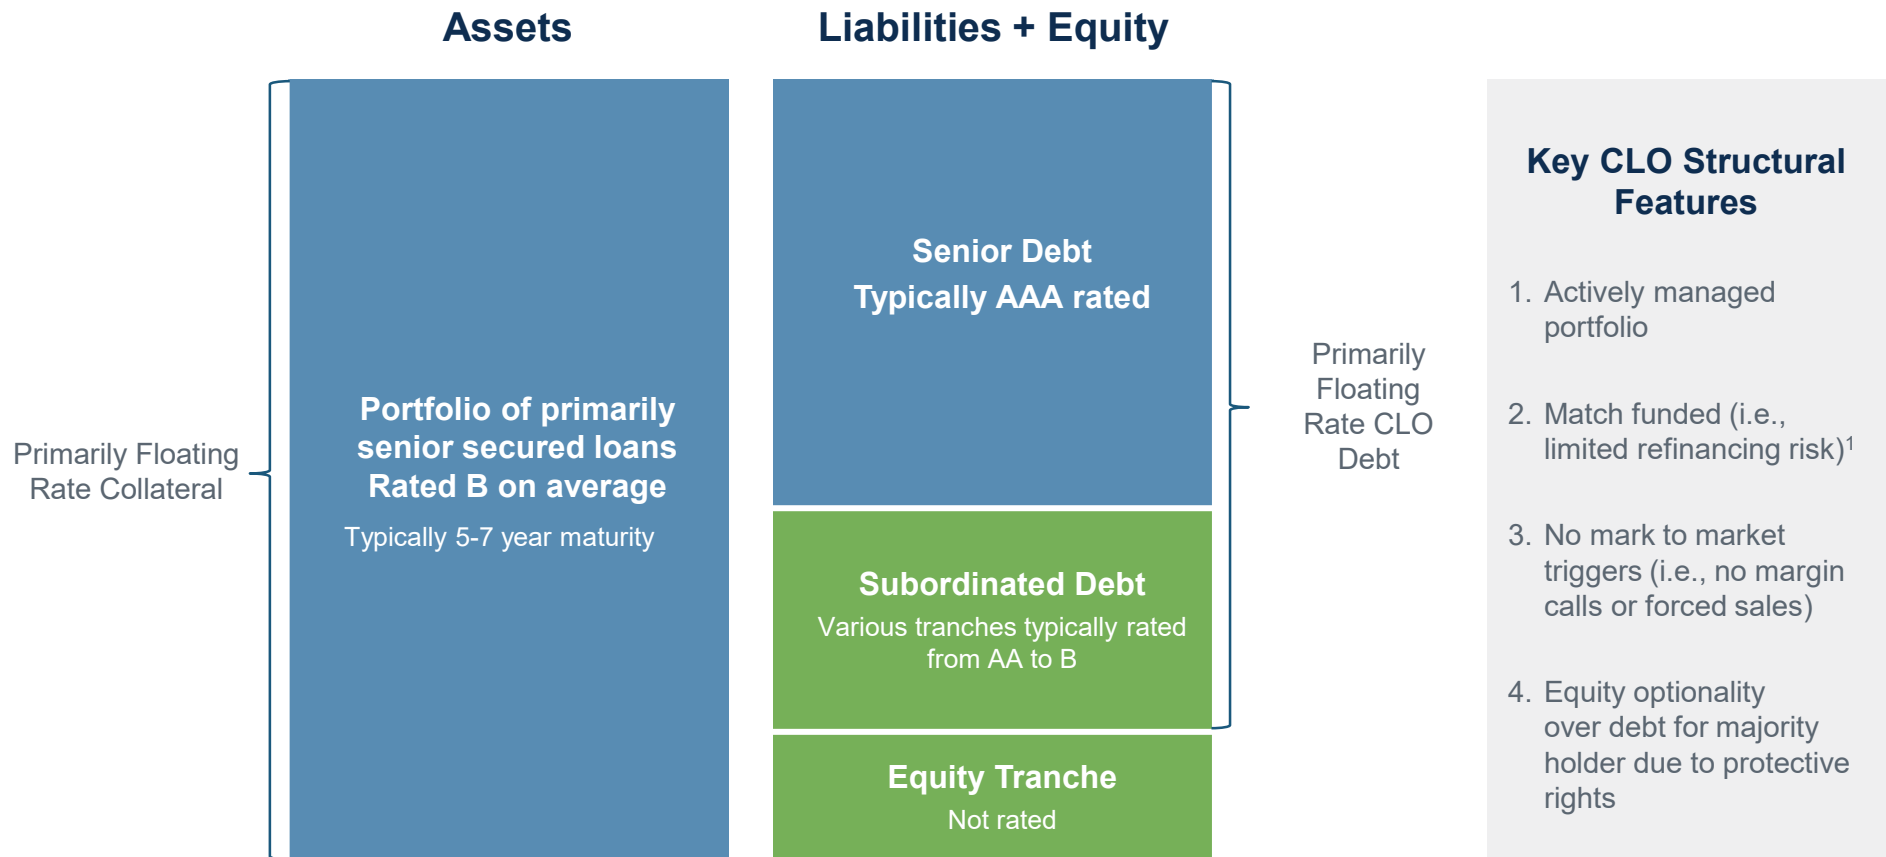 Assets
Liabilities + Equity
Primarily Floating
Rate Collateral
Portfolio of primarily
senior secured loans
Rated B on average
Typically 5-7 year maturity
Senior Debt
Typically AAA rated
Subordinated Debt
Various tranches typically rated
from AA to B
Equity Tranche
Not rated
Primarily
Floating
Rate CLO
Debt
Key CLO Structural
Features
1. Actively managed
portfolio
2. Match funded (i.e.,
limited refinancing risk)¹
3. No mark to market
triggers (i.e., no margin
calls or forced sales)
4. Equity optionality
over debt for majority
holder due to protective
rights